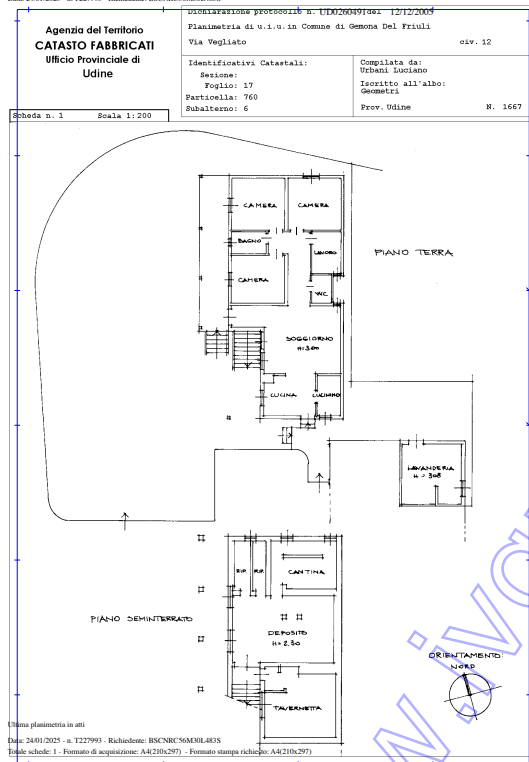 Agenzia del Territorio
CATASTO FABBRICATI
Ufficio Provinciale di
Udine
Dichiarazione protocollo n. UD026049 del 12/12/2005
Planimetria di u.i.u. in Comune di Gemona Del Friuli
Via Vegliato civ. 12
Identificativi Catastali:
Sezione:
Foglio: 17
Particella: 760
Subalterno: 6
Compilata da:
Urbani Luciano
Iscritto all'albo:
Geometri
Prov. Udine N. 1667
Scheda n. 1 Scala 1:200
CAMERA CAMERA
BAGNO
LAVORO
PIANO TERRA
CAMERA
WC
SOGGIORNO
H=3.00
CUCINA CUCININO
LAVANDERIA
H = 308
RIP. RIP. CANTINA
PIANO SEMINTERRATO
DEPOSITO
H=2.30
ORIENTAMENTO:
NORD
TAVERNETTA
Ultima planimetria in atti
Data: 24/01/2025 - n. T227993 - Richiedente: BSCNRC56M30L483S
Totale schede: 1 - Formato di acquisizione: A4(210x297) - Formato stampa richiesto: A4(210x297)